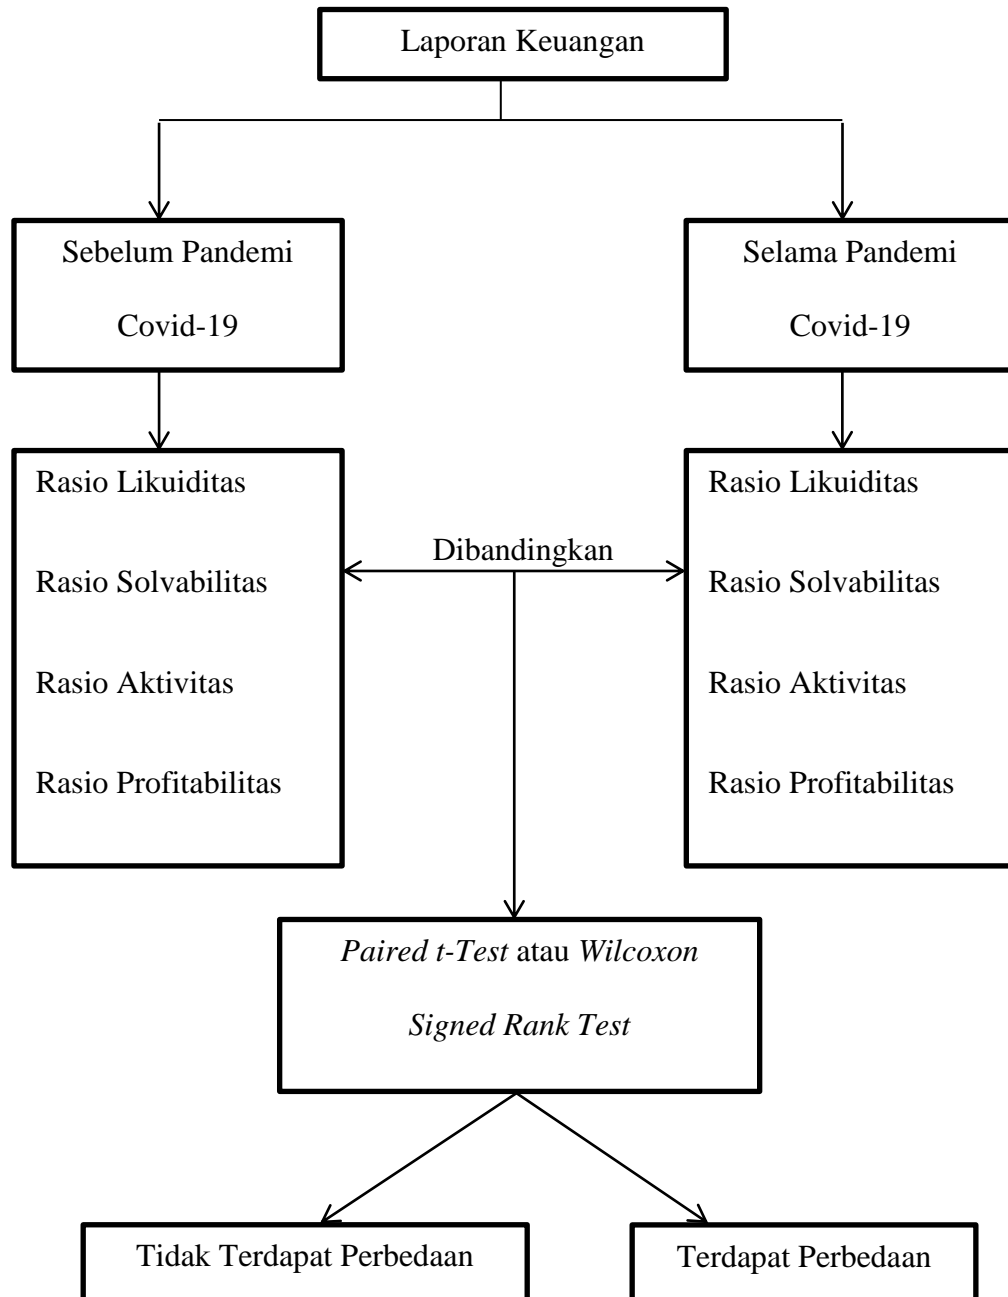 Laporan Keuangan
Sebelum Pandemi
Covid-19
Selama Pandemi
Covid-19
Rasio Likuiditas
Rasio Solvabilitas
Rasio Aktivitas
Rasio Profitabilitas
Dibandingkan
Rasio Likuiditas
Rasio Solvabilitas
Rasio Aktivitas
Rasio Profitabilitas
Paired t-Test atau Wilcoxon
Signed Rank Test
Tidak Terdapat Perbedaan
Terdapat Perbedaan